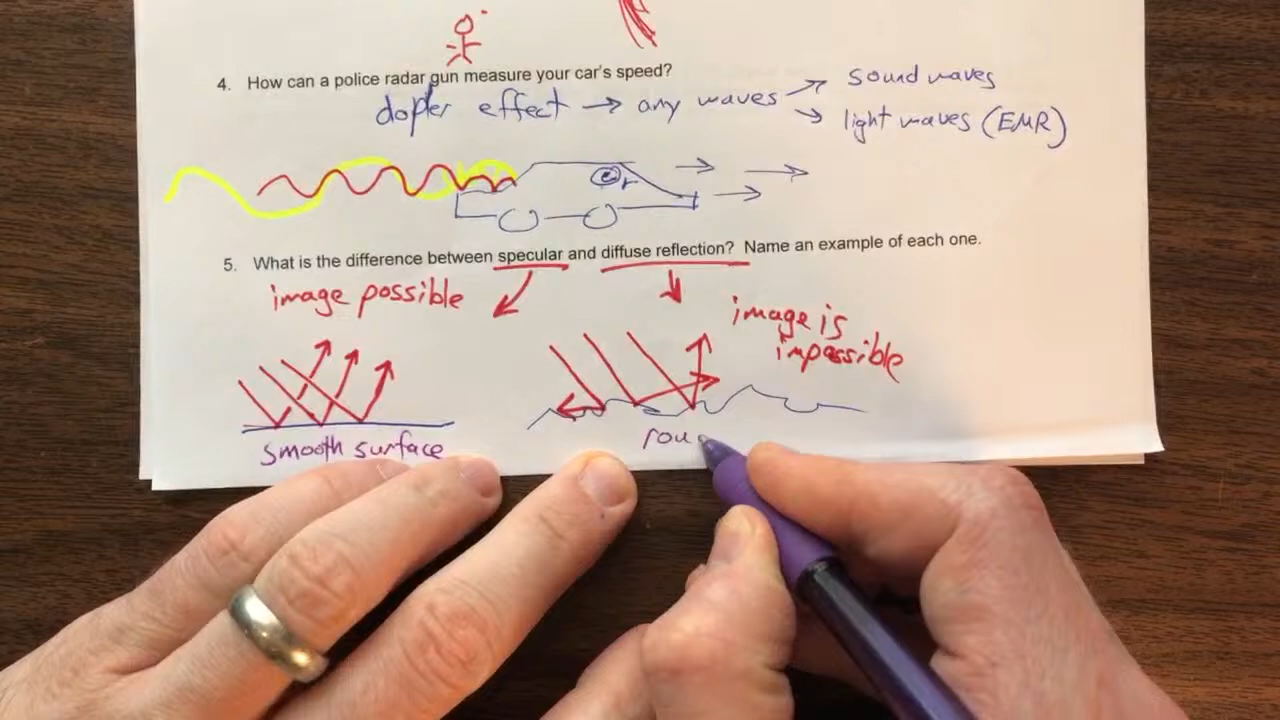 4. How can a police radar gun measure your car's speed?
dopler effect → any waves → sound waves
→ light waves (EMR)
5. What is the difference between specular and diffuse reflection? Name an example of each one.
image possible
image is
impossible
smooth surface
rou